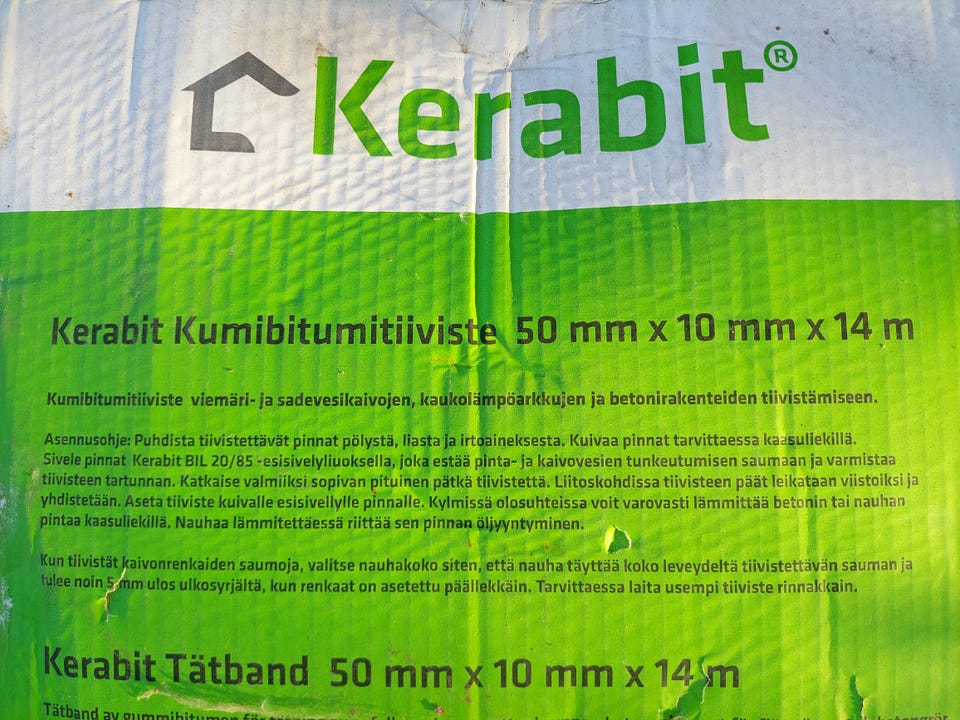 Kerabit®
Kerabit Kumibitumitiiviste 50 mm x 10 mm x 14 m
Kumibitumitiiviste viemäri- ja sadevesikaivojen, kaukolämpöarkkujen ja betonirakenteiden tiivistämiseen.
Asennusohje: Puhdista tiivistettävät pinnat pölystä, liasta ja irtoaineksesta. Kuivaa pinnat tarvittaessa kaasuliekillä.
Sivele pinnat Kerabit BIL 20/85 -esisivelyliuoksella, joka estää pinta- ja kaivovesien tunkeutumisen saumaan ja varmistaa
tiivisteen tartunnan. Katkaise valmiiksi sopivan pituinen pätkä tiivistettä. Liitoskohdissa tiivisteen päät leikataan viistoiksi ja
yhdistetään. Aseta tiiviste kuivalle esisivellylle pinnalle. Kylmissä olosuhteissa voit varovasti lämmittää betonin tai nauhan
pintaa kaasuliekillä. Nauhaa lämmitettäessä riittää sen pinnan öljyyntyminen.
Kun tiivistät kaivonrenkaiden saumoja, valitse nauhakoko siten, että nauha täyttää koko leveydeltä tiivistettävän sauman ja
tulee noin 5 mm ulos ulkosyrjältä, kun renkaat on asetettu päällekkäin. Tarvittaessa laita usempi tiiviste rinnakkain.
Kerabit Tätband 50 mm x 10 mm x 14 m
Tätband av gummibitumen för